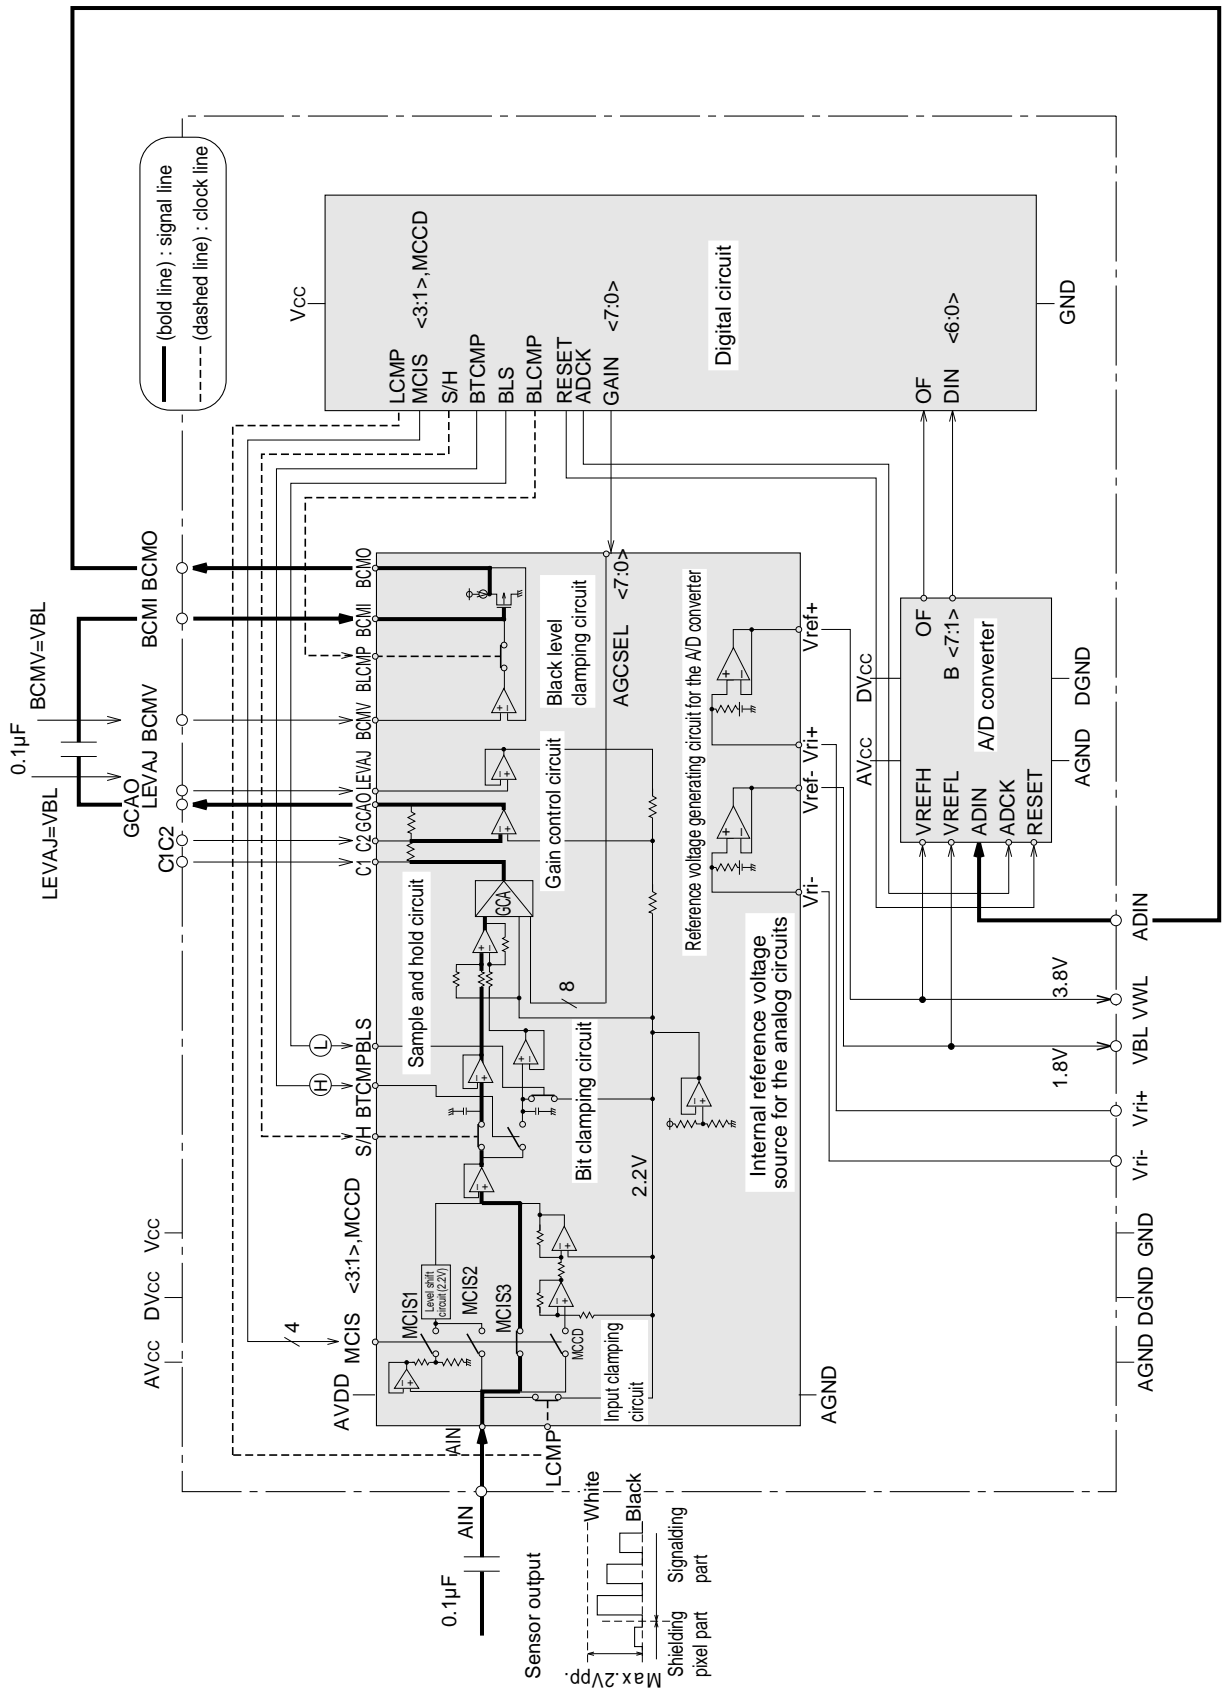 (bold line) : signal line
(dashed line) : clock line
LEVAJ=VBL
0.1μF
BCMV=VBL
C1C2
GCAO
LEVAJ
BCMV
BCMI
BCMO
AVCC
DVCC
VCC
AVDD
MCIS <3:1>,MCCD
4
S/H
BTCMP
BLS
H
L
C1
C2
GCAO
LEVAJ
BCMV
BLCMP
BCMI
BCMO
VCC
LCMP
MCIS <3:1>,MCCD
S/H
BTCMP
BLS
BLCMP
RESET
ADCK
GAIN <7:0>
Digital circuit
OF
DIN <6:0>
GND
0.1μF
AIN
AIN
LCMP
MCIS1
Level shift
circuit(2.2V)
MCIS2
MCIS3
MCCD
Input clamping
circuit
Sample and hold circuit
Bit clamping circuit
GCA
8
Gain control circuit
Black level
clamping circuit
AGCSEL <7:0>
2.2V
Internal reference voltage
source for the analog circuits
Reference voltage generating circuit for the A/D converter
AGND
Vri-
Vref-
Vri+
Vref+
AVCC
DVCC
VREFH
VREFL
ADIN
ADCK
RESET
OF
B <7:1>
A/D converter
AGND
DGND
Sensor output
Max.2Vpp.
White
Black
Shielding
pixel part
Signalding
part
AGND
DGND
GND
Vri-
Vri+
1.8V
VBL
3.8V
VWL
ADIN